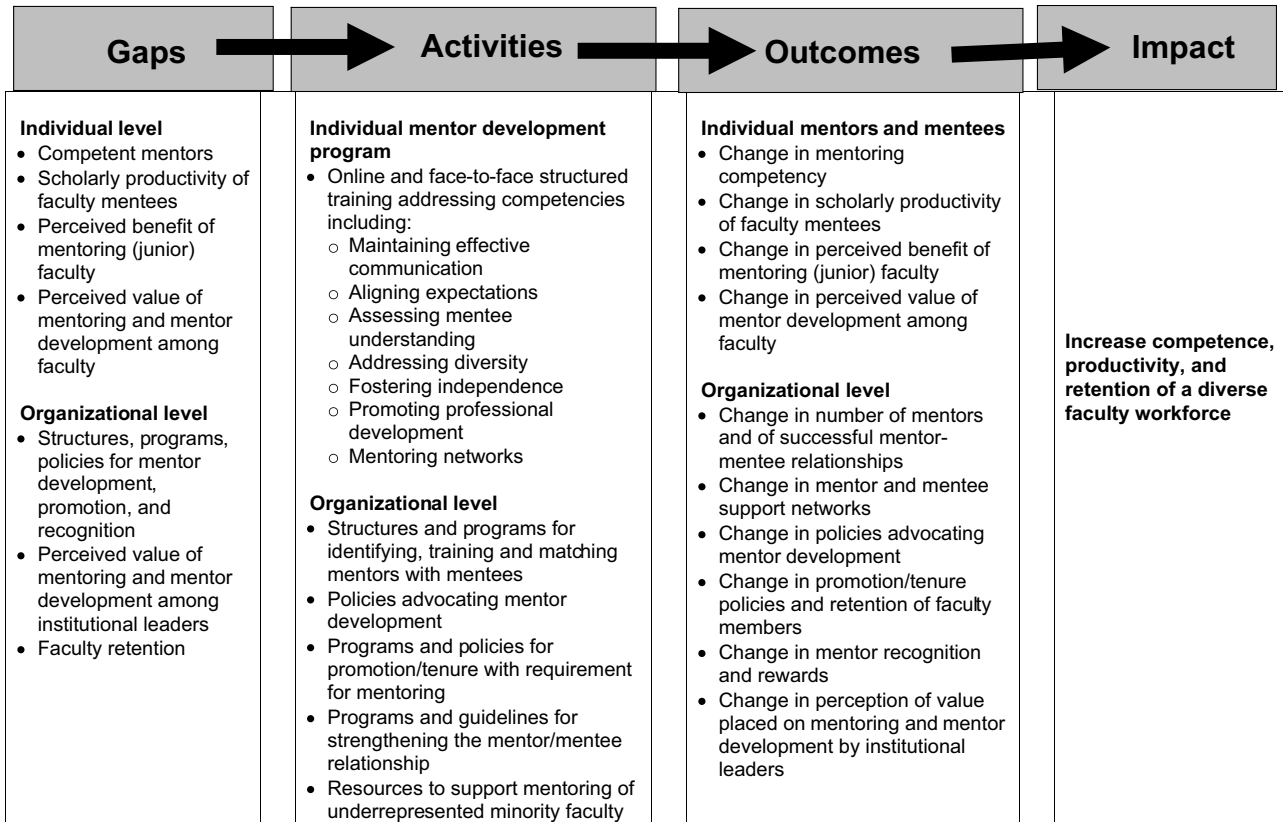 Gaps
Activities
Outcomes
Impact
Individual level
• Competent mentors
• Scholarly productivity of
faculty mentees
• Perceived benefit of
mentoring (junior)
faculty
• Perceived value of
mentoring and mentor
development among
faculty
Organizational level
• Structures, programs,
policies for mentor
development,
promotion, and
recognition
• Perceived value of
mentoring and mentor
development among
institutional leaders
• Faculty retention
Individual mentor development
program
• Online and face-to-face structured
training addressing competencies
including:
○ Maintaining effective
communication
○ Aligning expectations
○ Assessing mentee
understanding
○ Addressing diversity
○ Fostering independence
○ Promoting professional
development
○ Mentoring networks
Organizational level
• Structures and programs for
identifying, training and matching
mentors with mentees
• Policies advocating mentor
development
• Programs and policies for
promotion/tenure with requirement
for mentoring
• Programs and guidelines for
strengthening the mentor/mentee
relationship
• Resources to support mentoring of
underrepresented minority faculty
Individual mentors and mentees
• Change in mentoring
competency
• Change in scholarly productivity
of faculty mentees
• Change in perceived benefit of
mentoring (junior) faculty
• Change in perceived value of
mentor development among
faculty
Organizational level
• Change in number of mentors
and of successful mentor-
mentee relationships
• Change in mentor and mentee
support networks
• Change in policies advocating
mentor development
• Change in promotion/tenure
policies and retention of faculty
members
• Change in mentor recognition
and rewards
• Change in perception of value
placed on mentoring and mentor
development by institutional
leaders
Increase competence,
productivity, and
retention of a diverse
faculty workforce